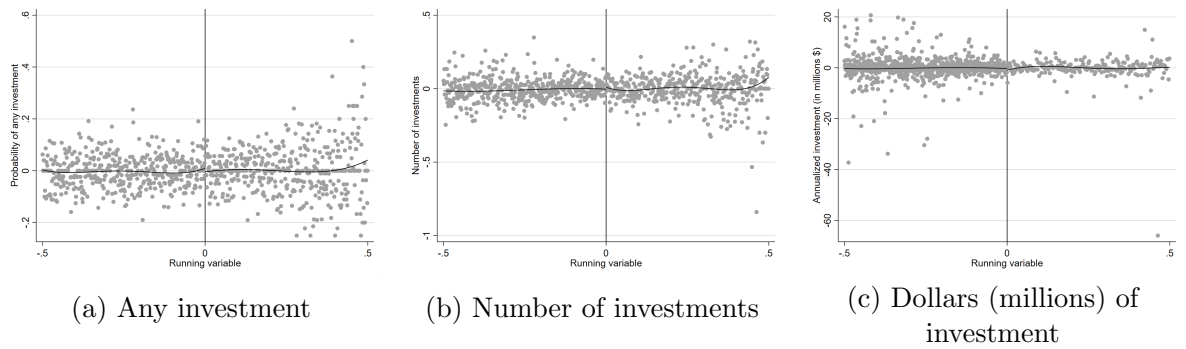 Probability of any investment
.6
.4
.2
0
-.2
-.5
0
.5
Running variable
(a) Any investment
Number of investments
.5
0
-.5
-1
-.5
0
.5
Running variable
(b) Number of investments
Annualized investment (in millions $)
20
0
-20
-40
-60
-.5
0
.5
Running variable
(c) Dollars (millions) of
investment